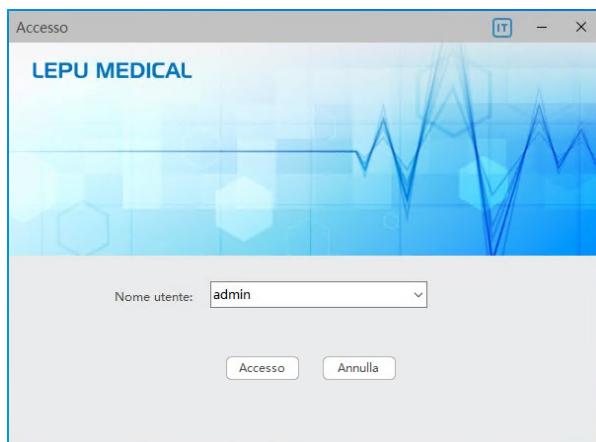 Accesso
IT
LEPU MEDICAL
Nome utente:
admin
Accesso
Annulla